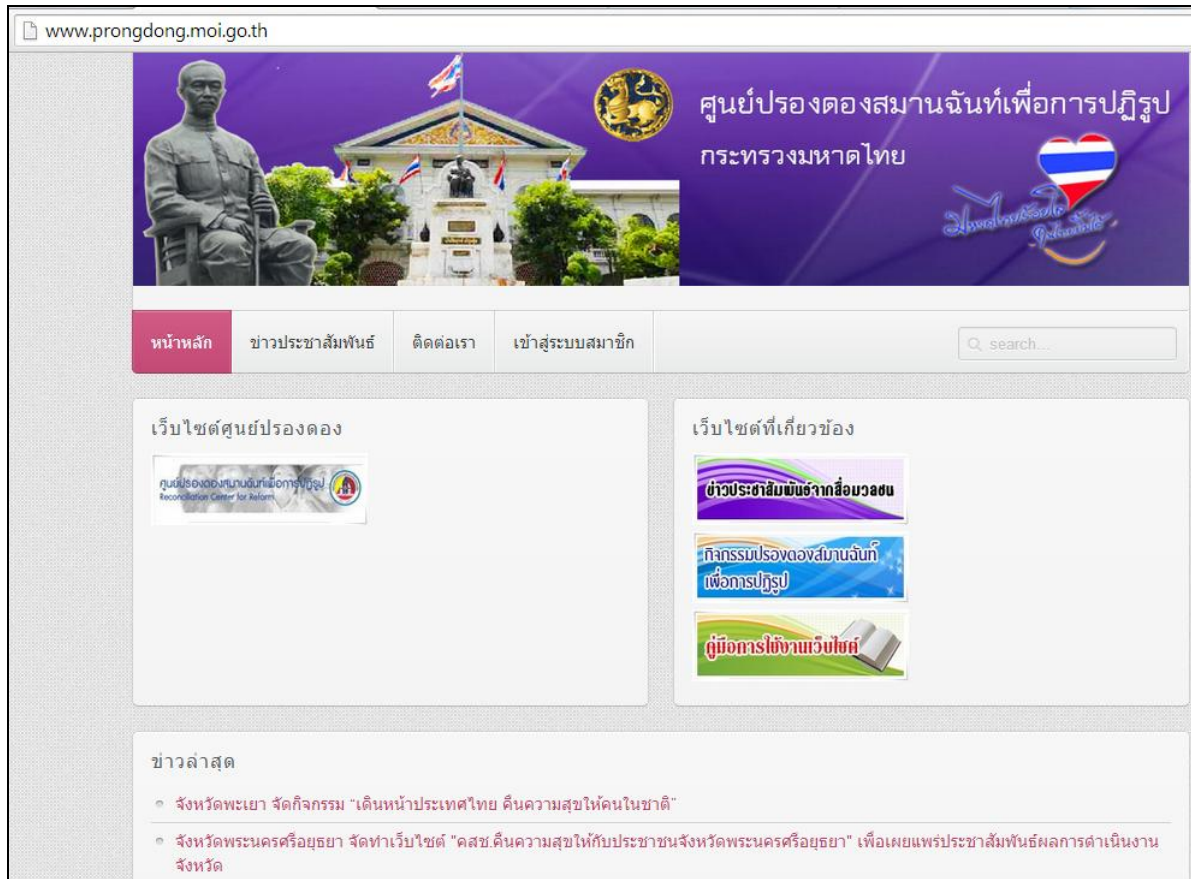 www.prongdong.moi.go.th
ศูนย์ปรองดองสมานฉันท์เพื่อการปฏิรูป
กระทรวงมหาดไทย
หน้าหลัก
ข่าวประชาสัมพันธ์
ติดต่อเรา
เข้าสู่ระบบสมาชิก
search...
เว็บไซต์ศูนย์ปรองดอง
ศูนย์ปรองดองสมานฉันท์เพื่อการปฏิรูป
Reconciliation Center for Reform
เว็บไซต์ที่เกี่ยวข้อง
ข่าวประชาสัมพันธ์จากสื่อมวลชน
กิจกรรมปรองดองสมานฉันท์
เพื่อการปฏิรูป
คู่มือการใช้งานเว็บไซต์
ข่าวล่าสุด
จังหวัดพะเยา จัดกิจกรรม "เดินหน้าประเทศไทย คืนความสุขให้คนในชาติ"
จังหวัดพระนครศรีอยุธยา จัดทำเว็บไซต์ "คสช.คืนความสุขให้กับประชาชนจังหวัดพระนครศรีอยุธยา" เพื่อเผยแพร่ประชาสัมพันธ์ผลการดำเนินงาน
จังหวัด